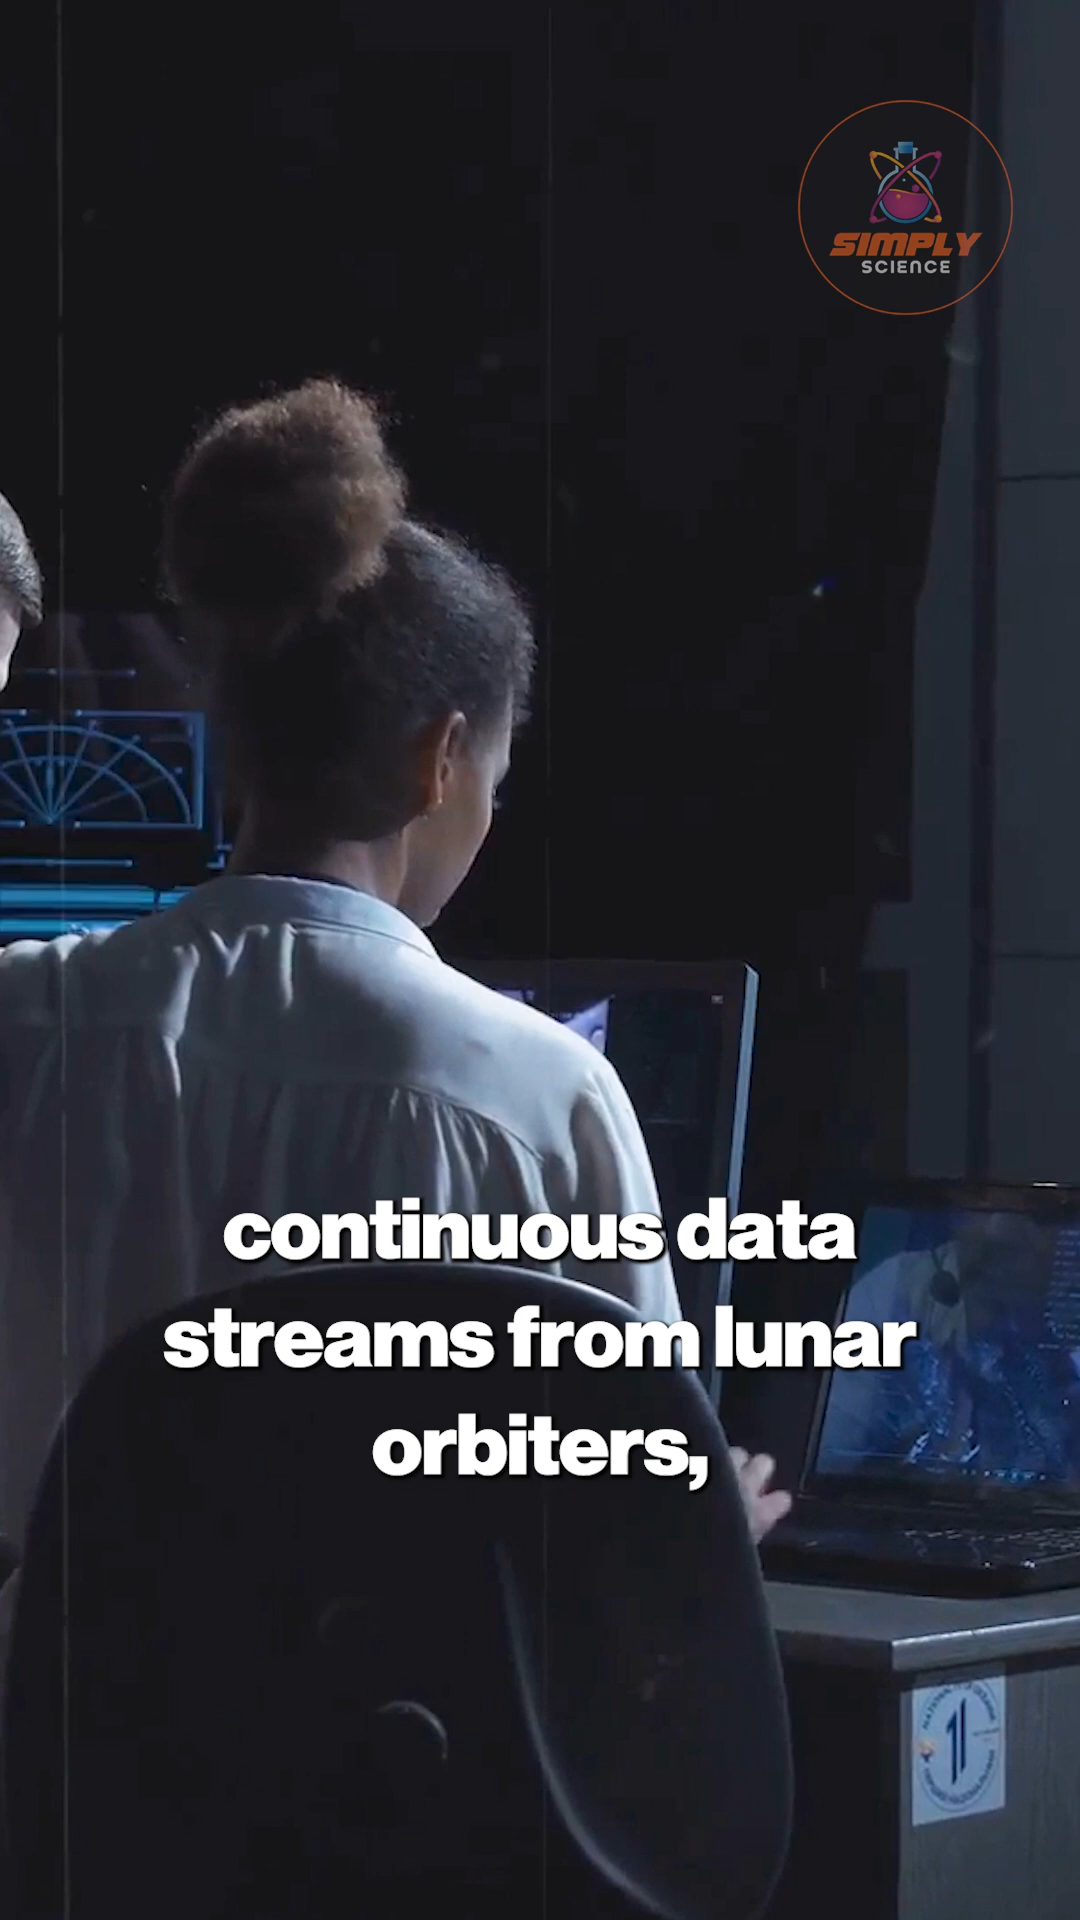 SIMPLY
SCIENCE
continuous data
streams from lunar
orbiters,